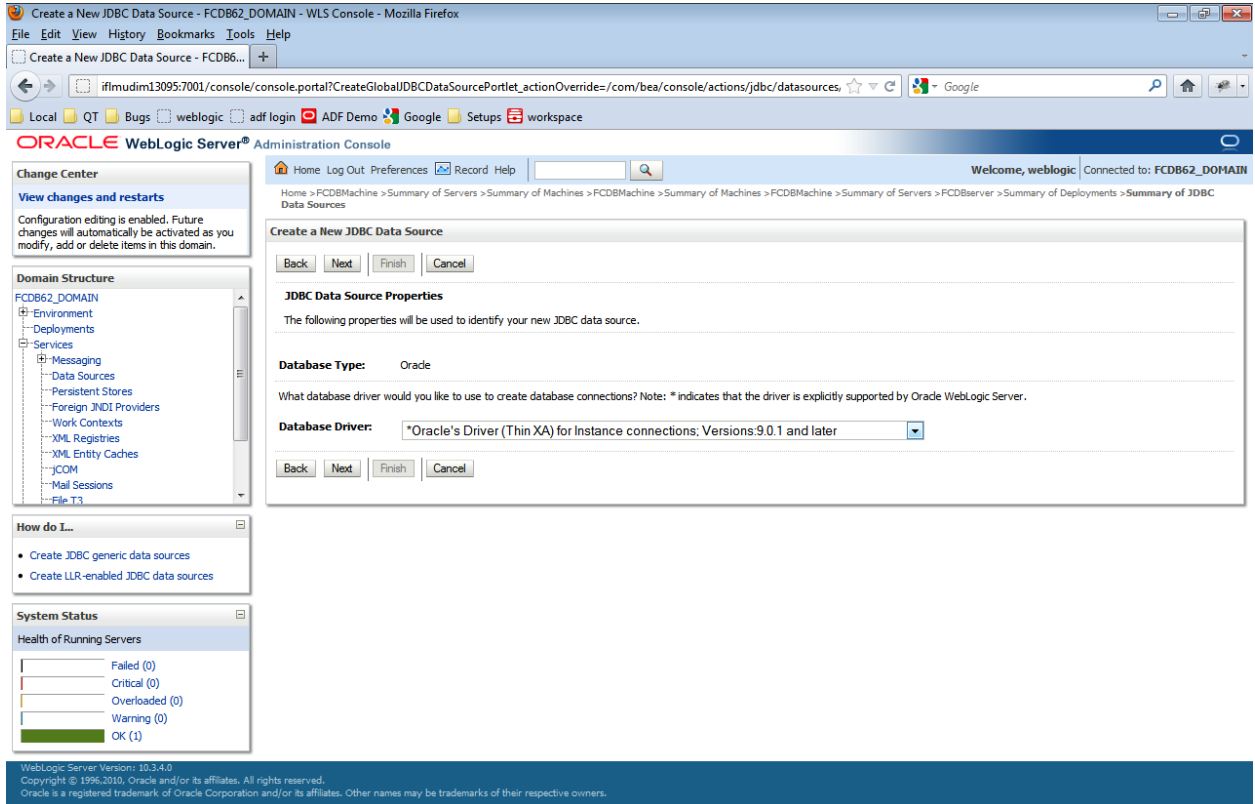 Create a New JDBC Data Source - FCDB62_DOMAIN - WLS Console - Mozilla Firefox
File Edit View History Bookmarks Tools Help
Create a New JDBC Data Source - FCDB6... +
iflmudim13095:7001/console/console.portal?CreateGlobalJDBCDataSourcePortlet_actionOverride=/com/bea/console/actions/jdbc/datasources, Google
Local QT Bugs weblogic adf login ADF Demo Google Setups workspace
ORACLE WebLogic Server® Administration Console
Change Center
View changes and restarts
Configuration editing is enabled. Future
changes will automatically be activated as you
modify, add or delete items in this domain.
Domain Structure
FCDB62_DOMAIN
Environment
Deployments
Services
Messaging
Data Sources
Persistent Stores
Foreign JNDI Providers
Work Contexts
XML Registries
XML Entity Caches
jCOM
Mail Sessions
File T3
How do I...
Create JDBC generic data sources
Create LLR-enabled JDBC data sources
System Status
Health of Running Servers
Failed (0)
Critical (0)
Overloaded (0)
Warning (0)
OK (1)
Home Log Out Preferences Record Help
Welcome, weblogic Connected to: FCDB62_DOMAIN
Home >Summary of Servers >Summary of Machines >FCDBMachine >Summary of Machines >FCDBMachine >Summary of Servers >FCDBserver >Summary of Deployments >Summary of JDBC
Data Sources
Create a New JDBC Data Source
Back Next Finish Cancel
JDBC Data Source Properties
The following properties will be used to identify your new JDBC data source.
Database Type: Oracle
What database driver would you like to use to create database connections? Note: * indicates that the driver is explicitly supported by Oracle WebLogic Server.
Database Driver: *Oracle's Driver (Thin XA) for Instance connections; Versions:9.0.1 and later
Back Next Finish Cancel
WebLogic Server Version: 10.3.4.0
Copyright © 1996,2010, Oracle and/or its affiliates. All rights reserved.
Oracle is a registered trademark of Oracle Corporation and/or its affiliates. Other names may be trademarks of their respective owners.